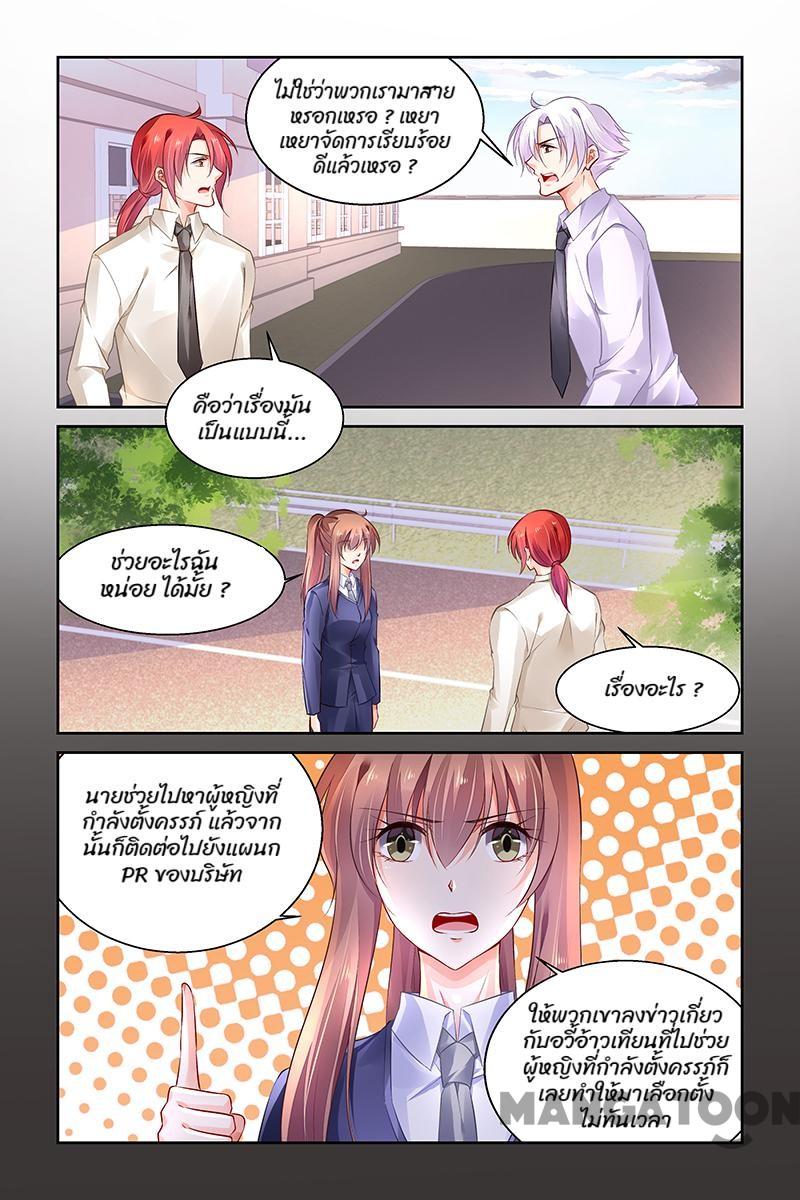 ไม่ใช่ว่าพวกเรามาสาย
หรอกเหรอ ? เหยา
เหยาจัดการเรียบร้อย
ดีแล้วเหรอ ?
คือว่าเรื่องมัน
เป็นแบบนี้...
ช่วยอะไรฉัน
หน่อย ได้มั้ย ?
เรื่องอะไร ?
นายช่วยไปหาผู้หญิงที่
กำลังตั้งครรภ์ แล้วจาก
นั้นก็ติดต่อไปยังแผนก
PR ของบริษัท
ให้พวกเขาลงข่าวเกี่ยว
กับอวี้อ้าวเทียนที่ไปช่วย
ผู้หญิงที่กำลังตั้งครรภ์ก็
เลยทำให้มาเลือกตั้ง
ไม่ทันเวลา
MANGATOON